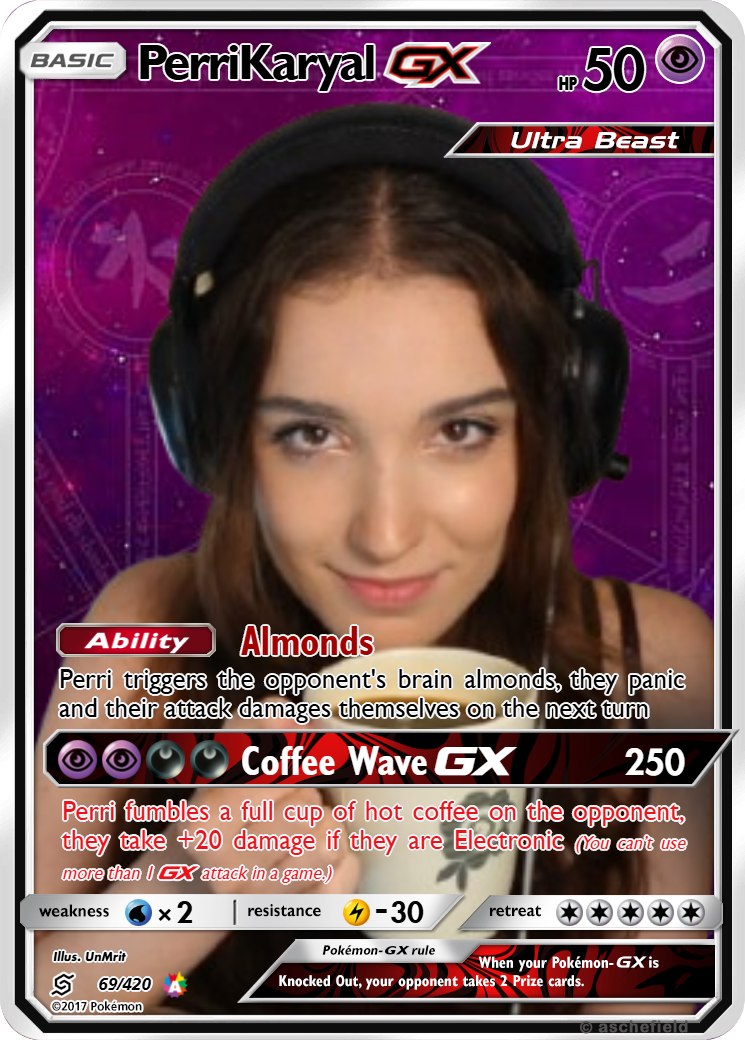 BASIC PerriKaryal GX HP 50
Ultra Beast
Ability Almonds
Perri triggers the opponent's brain almonds, they panic
and their attack damages themselves on the next turn
Coffee Wave GX 250
Perri fumbles a full cup of hot coffee on the opponent,
they take +20 damage if they are Electronic (You can't use
more than 1 GX attack in a game.)
weakness ×2 | resistance -30 retreat
Illus. UnMrit
Pokémon-GX rule
When your Pokémon-GX is
Knocked Out, your opponent takes 2 Prize cards.
69/420 A
©2017 Pokémon
© aschefield